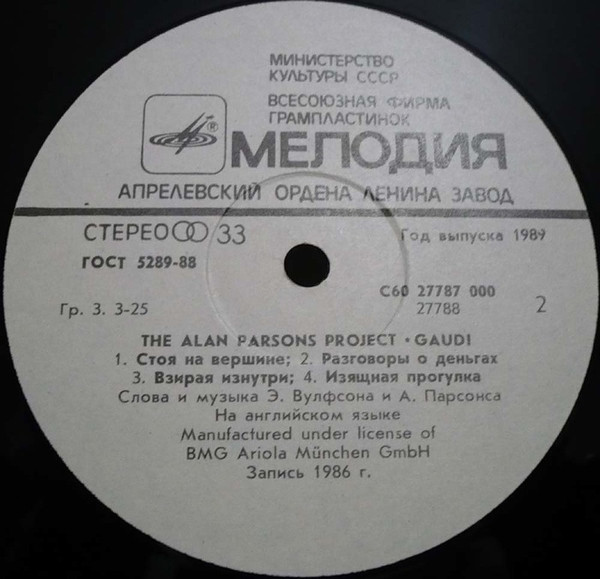 МИНИСТЕРСТВО
КУЛЬТУРЫ СССР
ВСЕСОЮЗНАЯ ФИРМА
ГРАМПЛАСТИНОК
®
МЕЛОДИЯ
АПРЕЛЕВСКИЙ ОРДЕНА ЛЕНИНА ЗАВОД
СТЕРЕО 33
Год выпуска 1989
ГОСТ 5289-88
С60 27787 000
Гр. 3. 3-25
27788
2
THE ALAN PARSONS PROJECT • GAUDI
1. Стоя на вершине; 2. Разговоры о деньгах
3. Взирая изнутри; 4. Изящная прогулка
Слова и музыка Э. Вулфсона и А. Парсонса
На английском языке
Manufactured under license of
BMG Ariola München GmbH
Запись 1986 г.